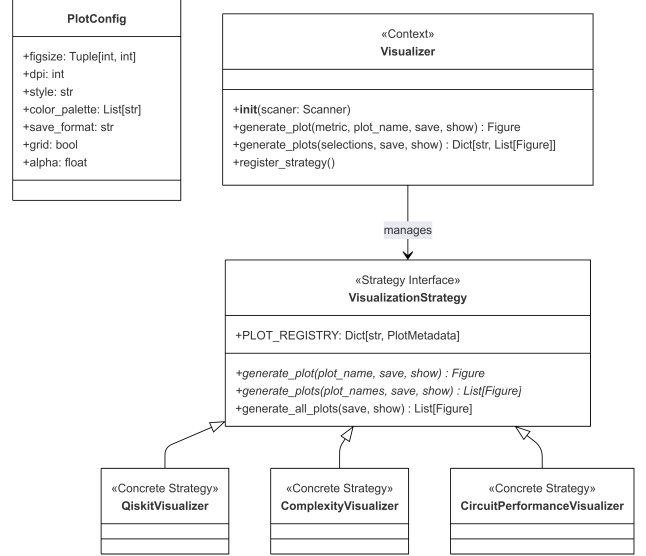 PlotConfig
+figsize: Tuple[int, int]
+dpi: int
+style: str
+color_palette: List[str]
+save_format: str
+grid: bool
+alpha: float
«Context»
Visualizer
+init(scaner: Scanner)
+generate_plot(metric, plot_name, save, show) : Figure
+generate_plots(selections, save, show) : Dict[str, List[Figure]]
+register_strategy()
manages
«Strategy Interface»
VisualizationStrategy
+PLOT_REGISTRY: Dict[str, PlotMetadata]
+generate_plot(plot_name, save, show) : Figure
+generate_plots(plot_names, save, show) : List[Figure]
+generate_all_plots(save, show) : List[Figure]
«Concrete Strategy»
QiskitVisualizer
«Concrete Strategy»
ComplexityVisualizer
«Concrete Strategy»
CircuitPerformanceVisualizer